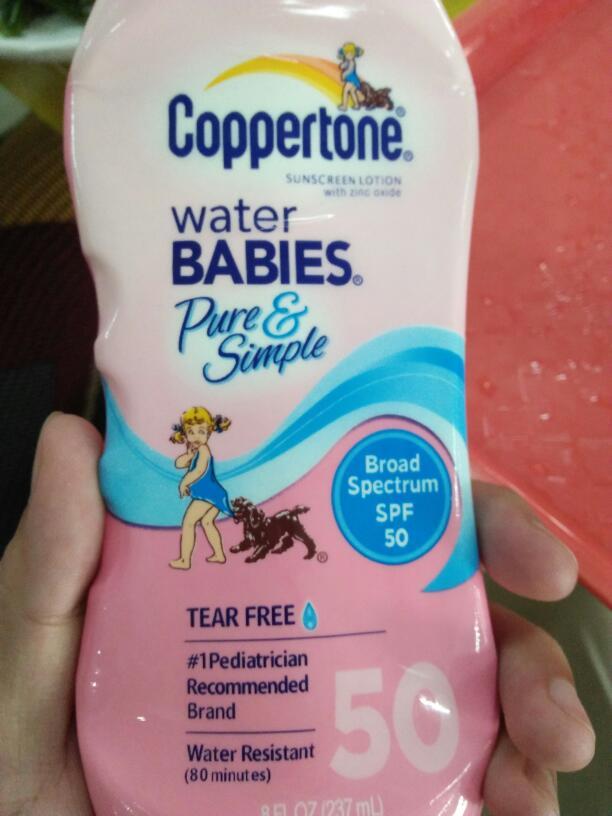 Coppertone®
SUNSCREEN LOTION
with zinc oxide
water
BABIES®
Pure &
Simple
Broad
Spectrum
SPF
50
®
TEAR FREE
#1Pediatrician
Recommended
Brand
50
Water Resistant
(80 minutes)
8 FL OZ (237 mL)